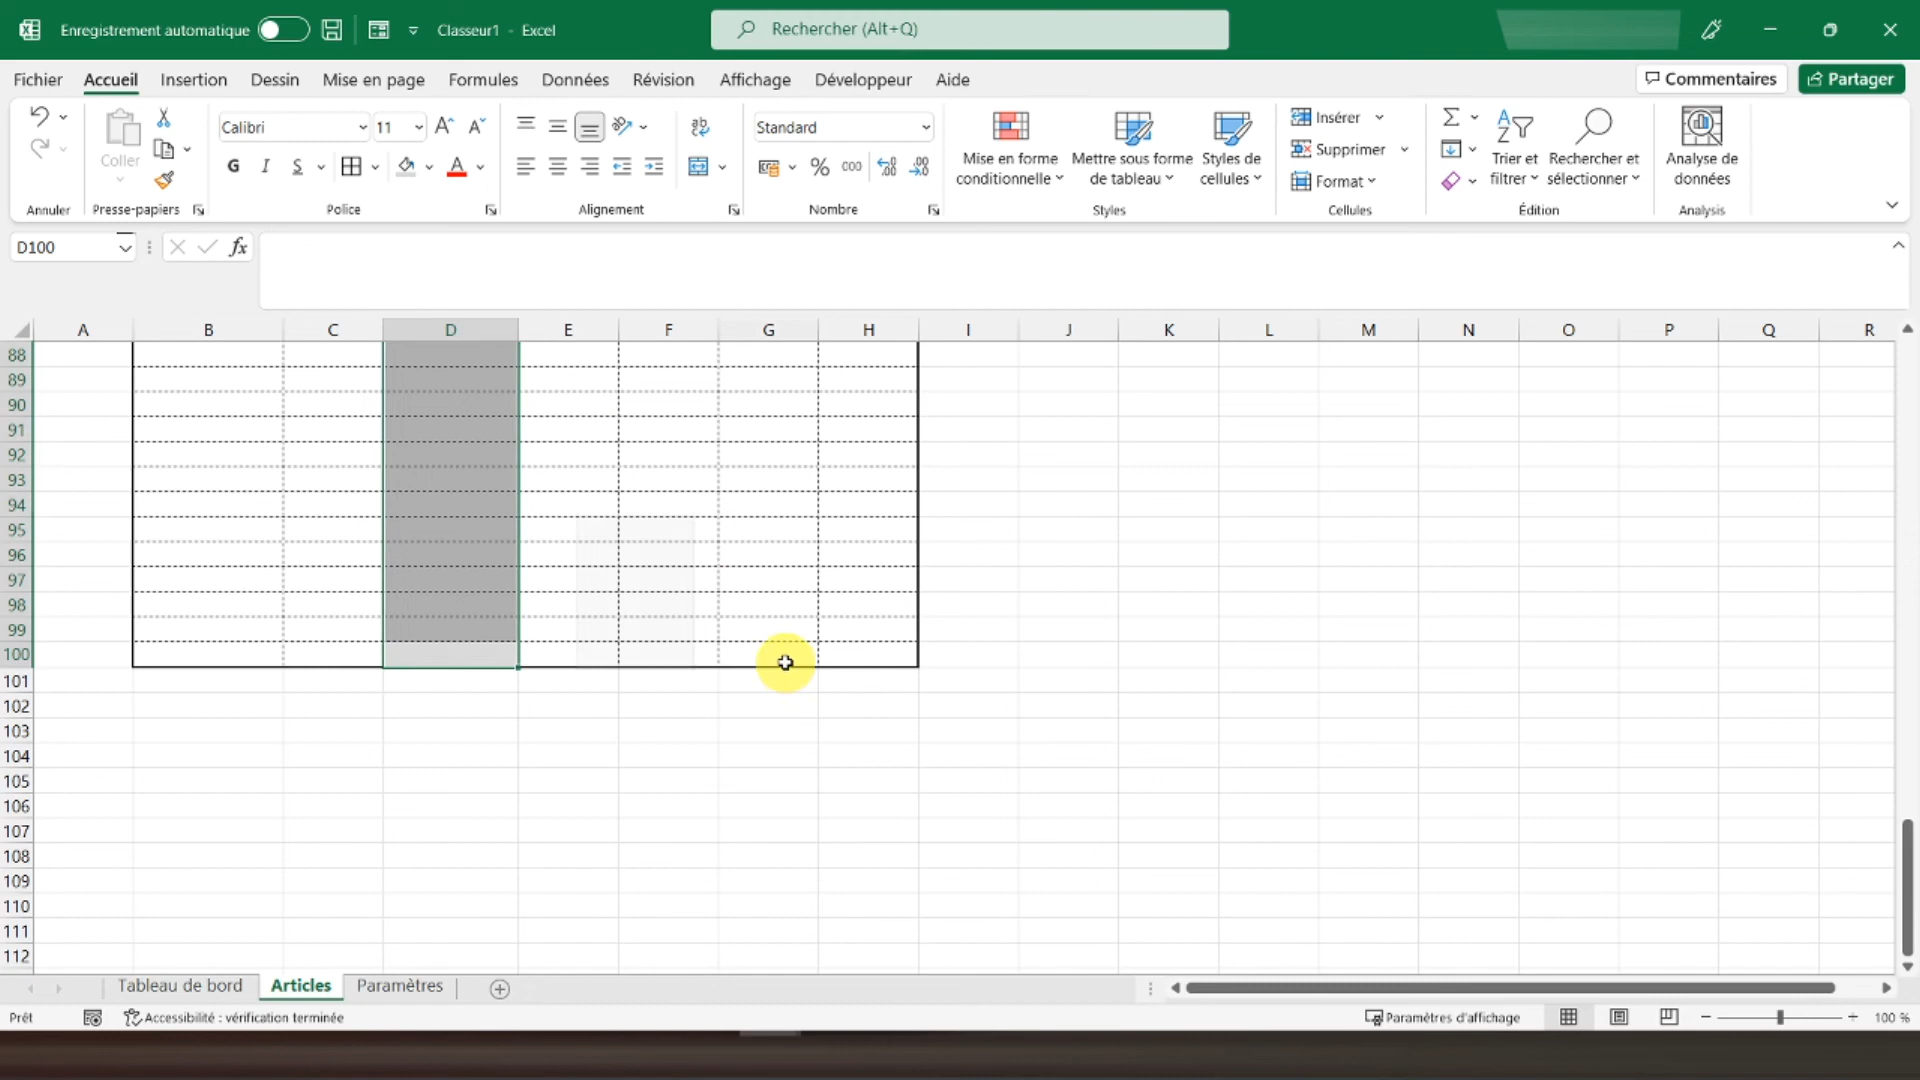 Enregistrement automatique
Classeur1 - Excel
Rechercher (Alt+Q)
Fichier Accueil Insertion Dessin Mise en page Formules Données Révision Affichage Développeur Aide
Commentaires Partager
Annuler
Coller
Presse-papiers
Calibri 11
G I S
Police
Alignement
Standard
% 000
Nombre
Mise en forme conditionnelle
Mettre sous forme de tableau
Styles de cellules
Styles
Insérer
Supprimer
Format
Cellules
Trier et filtrer
Rechercher et sélectionner
Édition
Analyse de données
Analysis
D100 fx
A B C D E F G H I J K L M N O P Q R
88
89
90
91
92
93
94
95
96
97
98
99
100
101
102
103
104
105
106
107
108
109
110
111
112
Tableau de bord Articles Paramètres
Prêt
Accessibilité : vérification terminée
Paramètres d'affichage
100 %